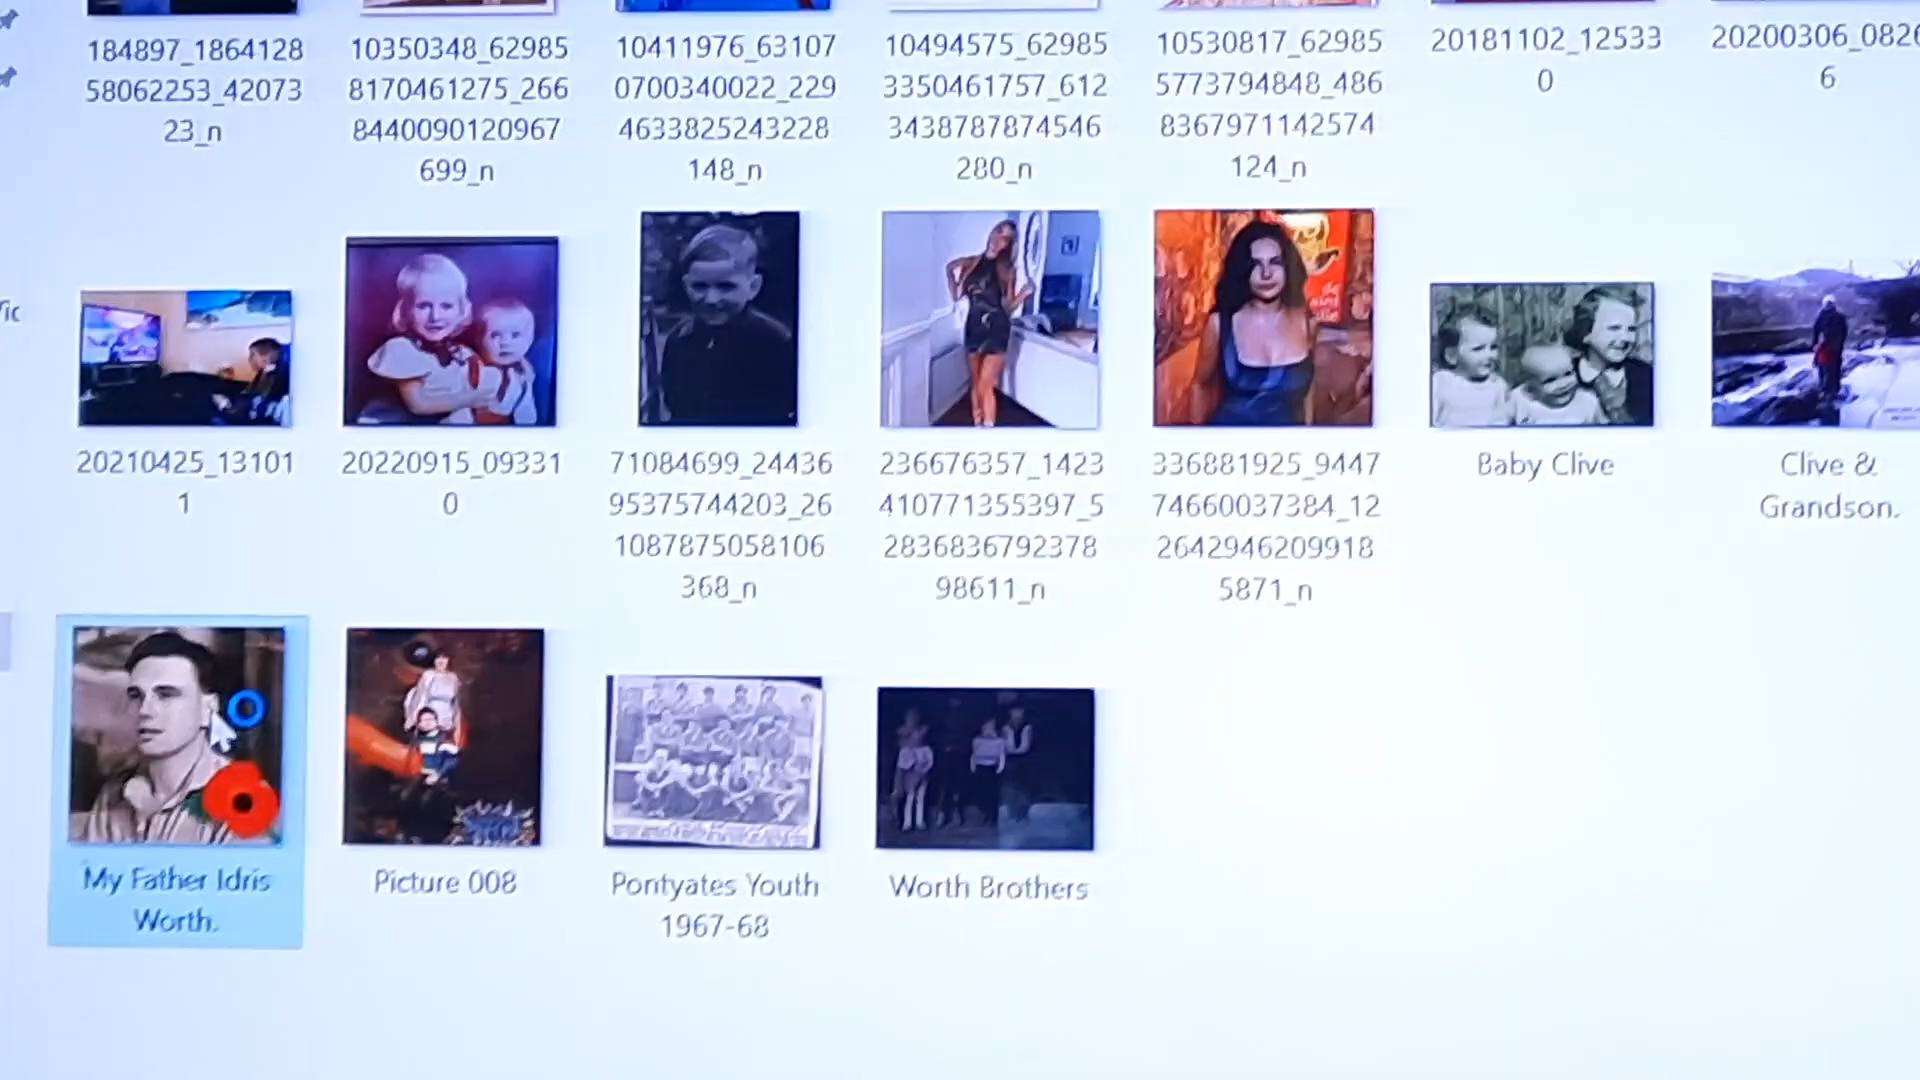 184897_1864128
58062253_42073
23_n
10350348_62985
8170461275_266
8440090120967
699_n
10411976_63107
0700340022_229
4633825243228
148_n
10494575_62985
3350461757_612
3438787874546
280_n
10530817_62985
5773794848_486
8367971142574
124_n
20181102_12533
0
20200306_0826
6
20210425_13101
1
20220915_09331
0
71084699_24436
95375744203_26
1087875058106
368_n
236676357_1423
410771355397_5
2836836792378
98611_n
336881925_9447
74660037384_12
2642946209918
5871_n
Baby Clive
Clive &
Grandson.
My Father Idris
Worth.
Picture 008
Pontyates Youth
1967-68
Worth Brothers